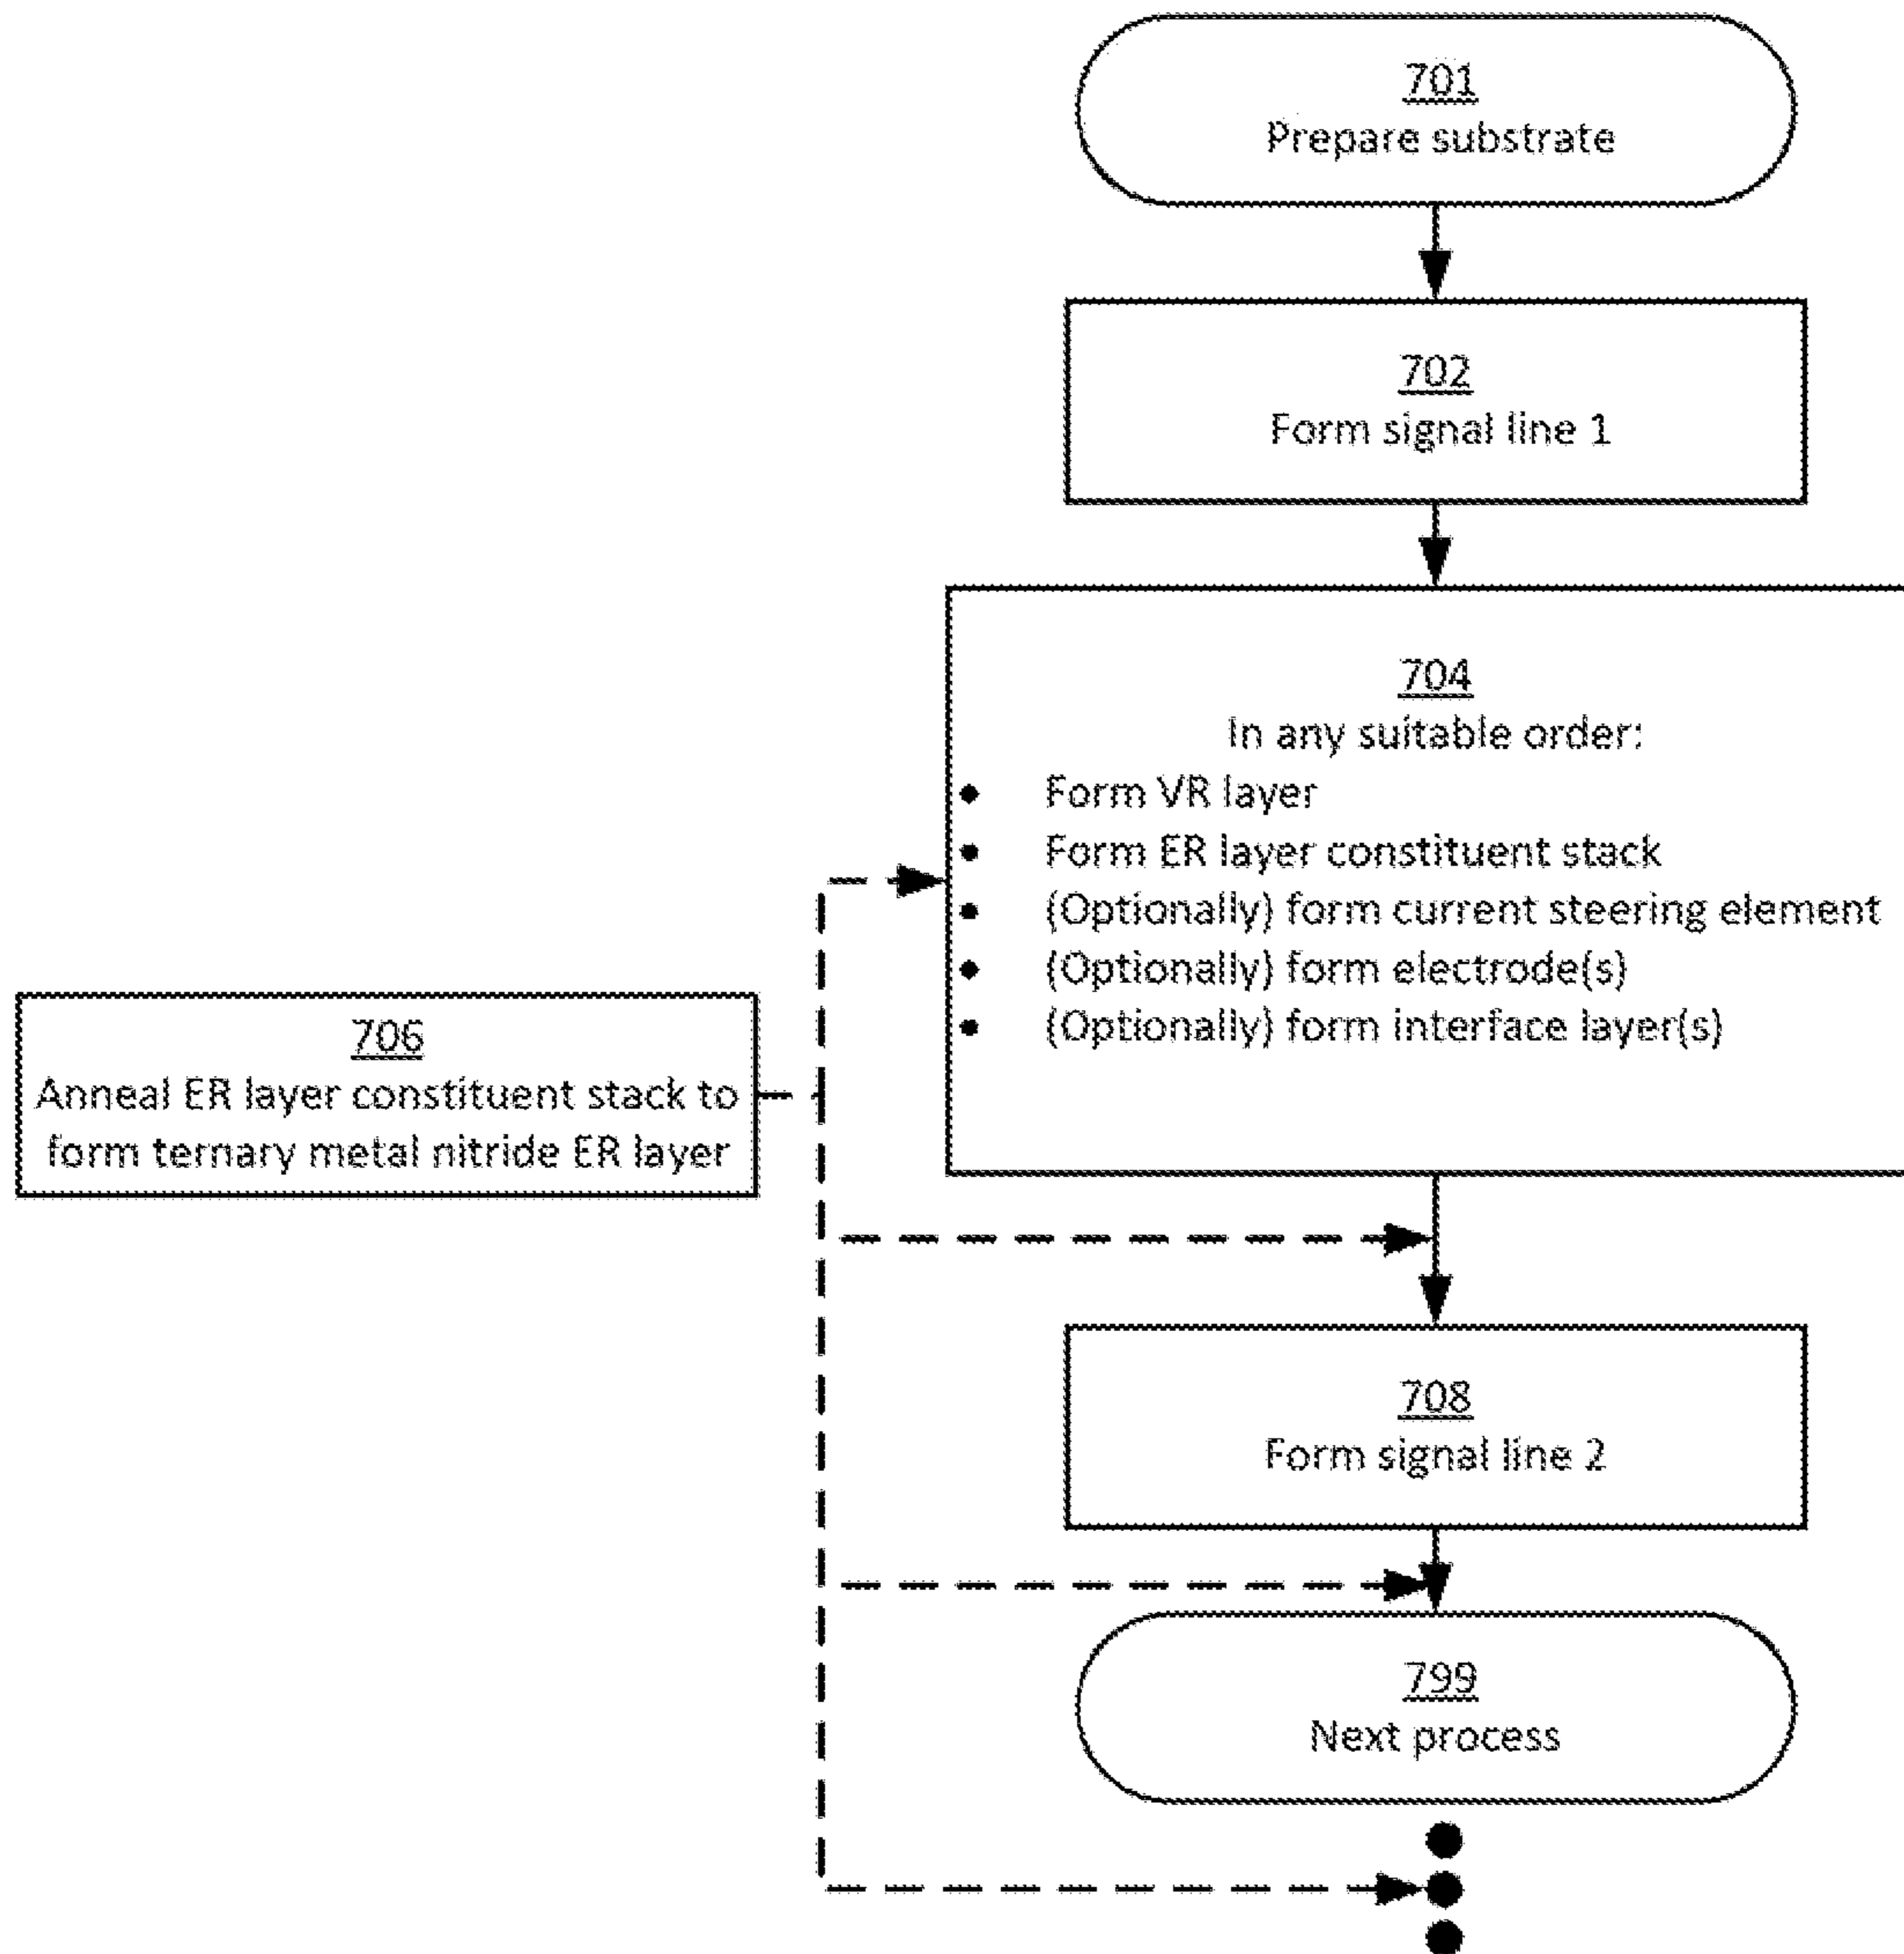 701
Prepare substrate
702
Form signal line 1
704
In any suitable order:
• Form VR layer
• Form ER layer constituent stack
• (Optionally) form current steering element
• (Optionally) form electrode(s)
• (Optionally) form interface layer(s)
706
Anneal ER layer constituent stack to
form ternary metal nitride ER layer
708
Form signal line 2
799
Next process